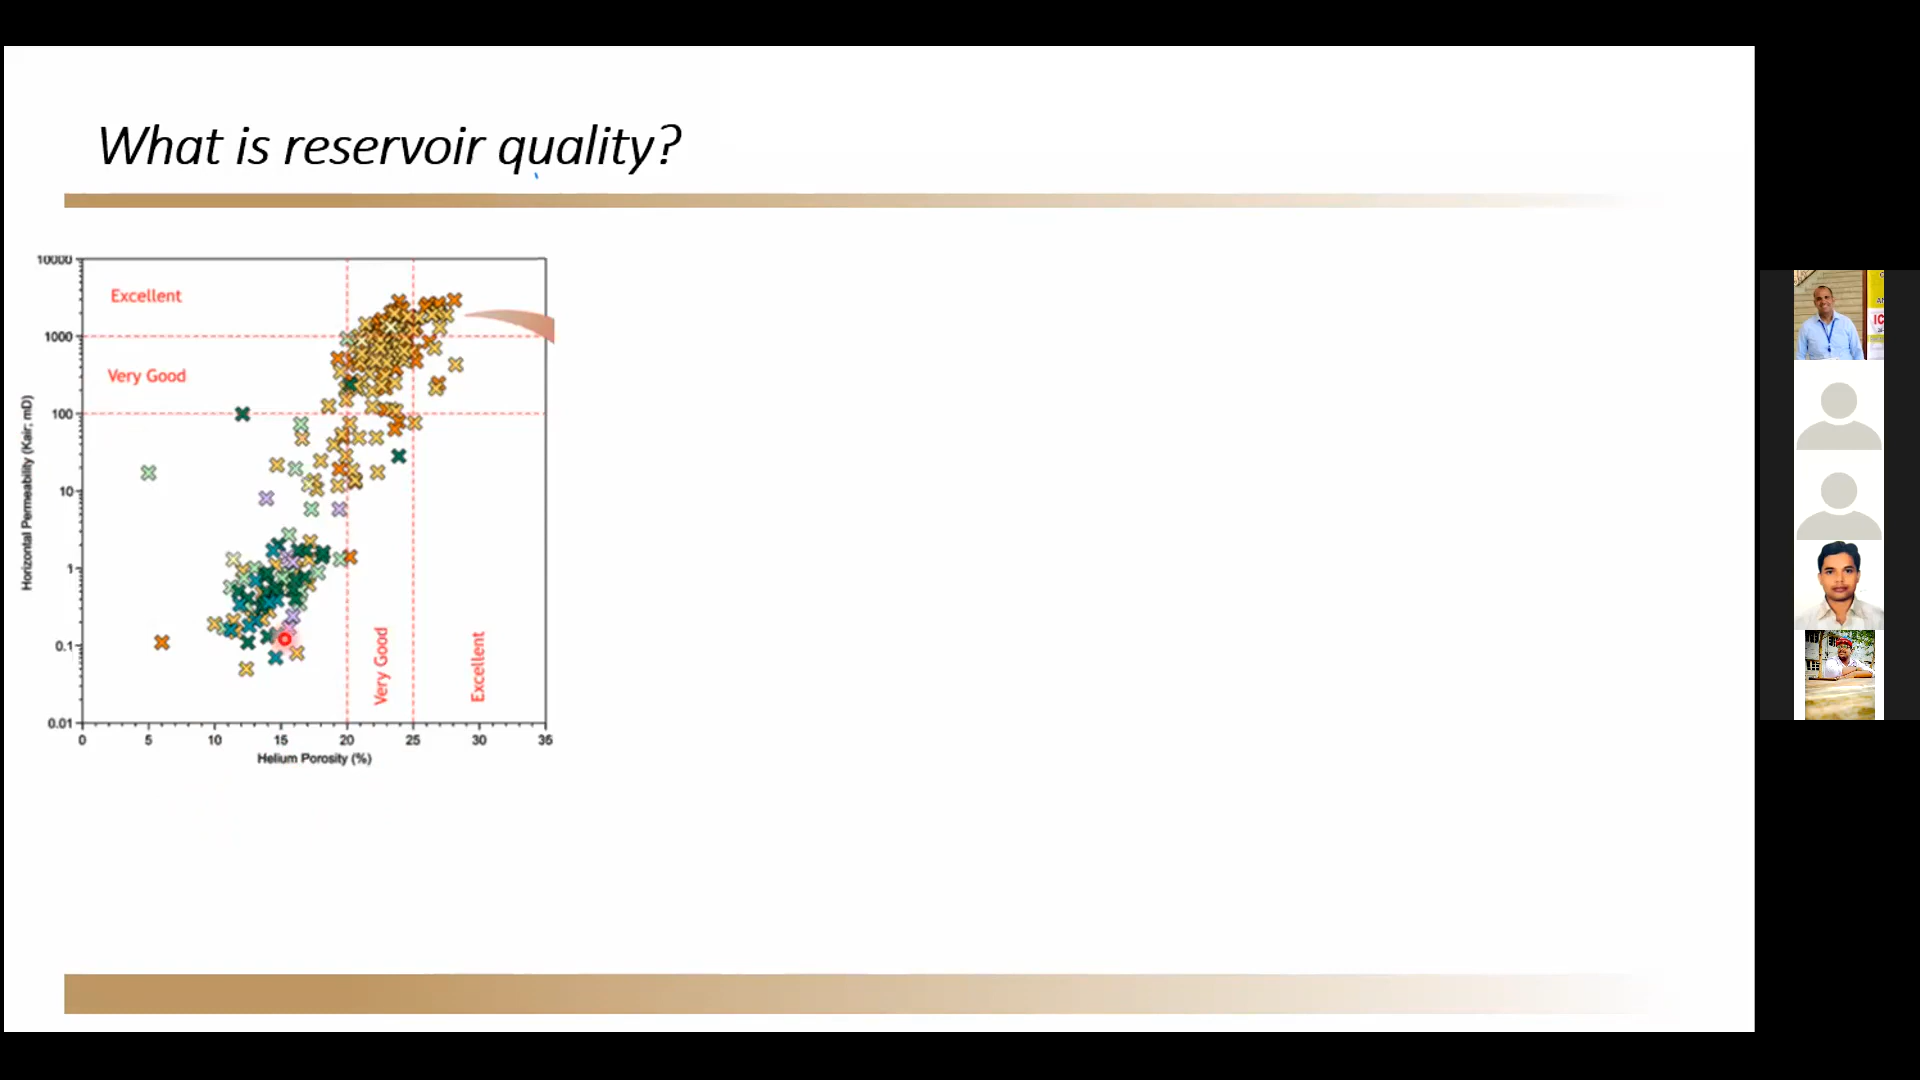 What is reservoir quality?
10000
Excellent
1000
Very Good
100
Horizontal Permeability (Kair; mD)
10
1
0.1
0.01
Very Good
Excellent
0 5 10 15 20 25 30 35
Helium Porosity (%)
IC